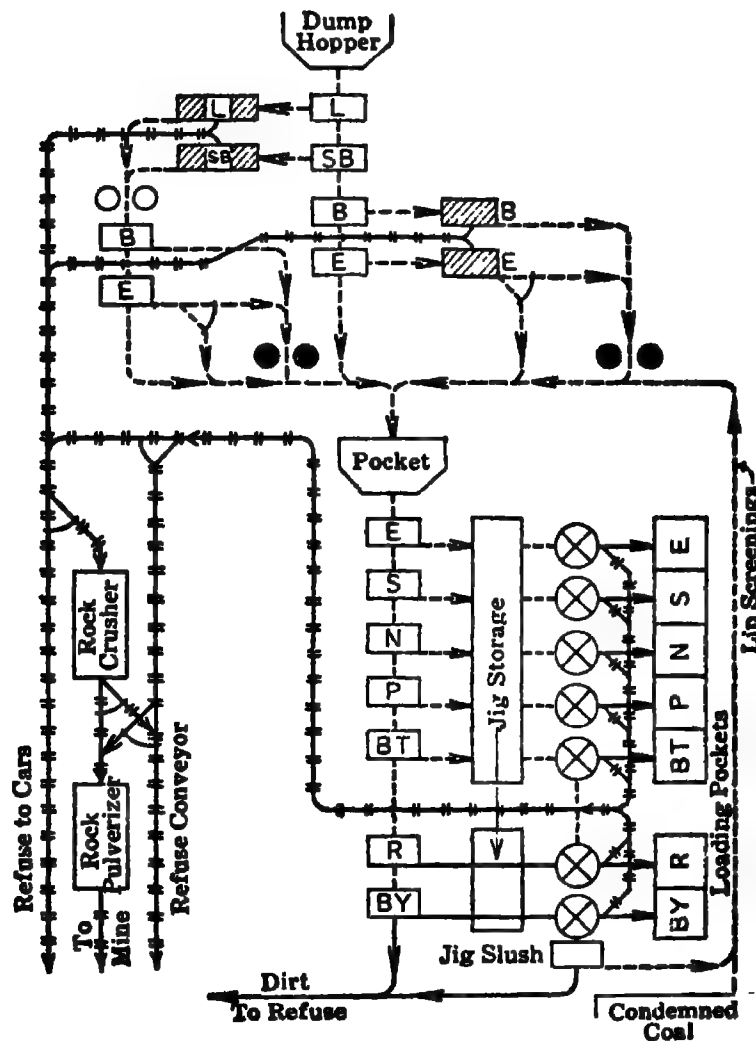 Dump
Hopper
L
L
SB
SB
B
B
B
E
E
E
Pocket
E
S
N
P
BT
R
BY
Jig Storage
E
S
N
P
BT
R
BY
Loading Pockets
Lip Screenings
Rock
Crusher
Rock
Pulverizer
Refuse to Cars
To
Mine
Refuse Conveyor
Jig Slush
Dirt
To Refuse
Condemned
Coal